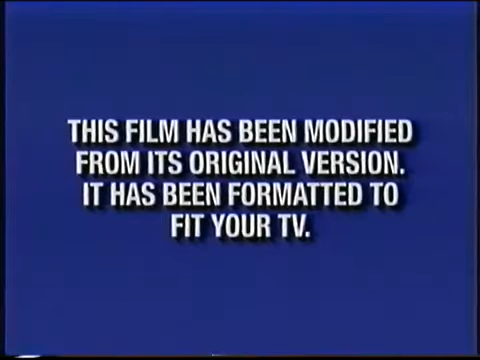 THIS FILM HAS BEEN MODIFIED
FROM ITS ORIGINAL VERSION.
IT HAS BEEN FORMATTED TO
FIT YOUR TV.